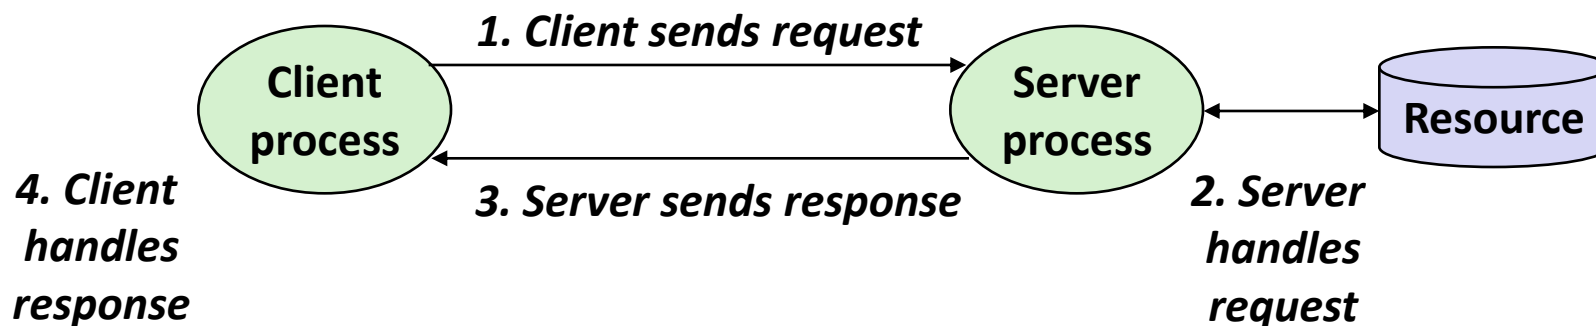 1. Client sends request
Client
process
Server
process
Resource
4. Client
handles
response
3. Server sends response
2. Server
handles
request